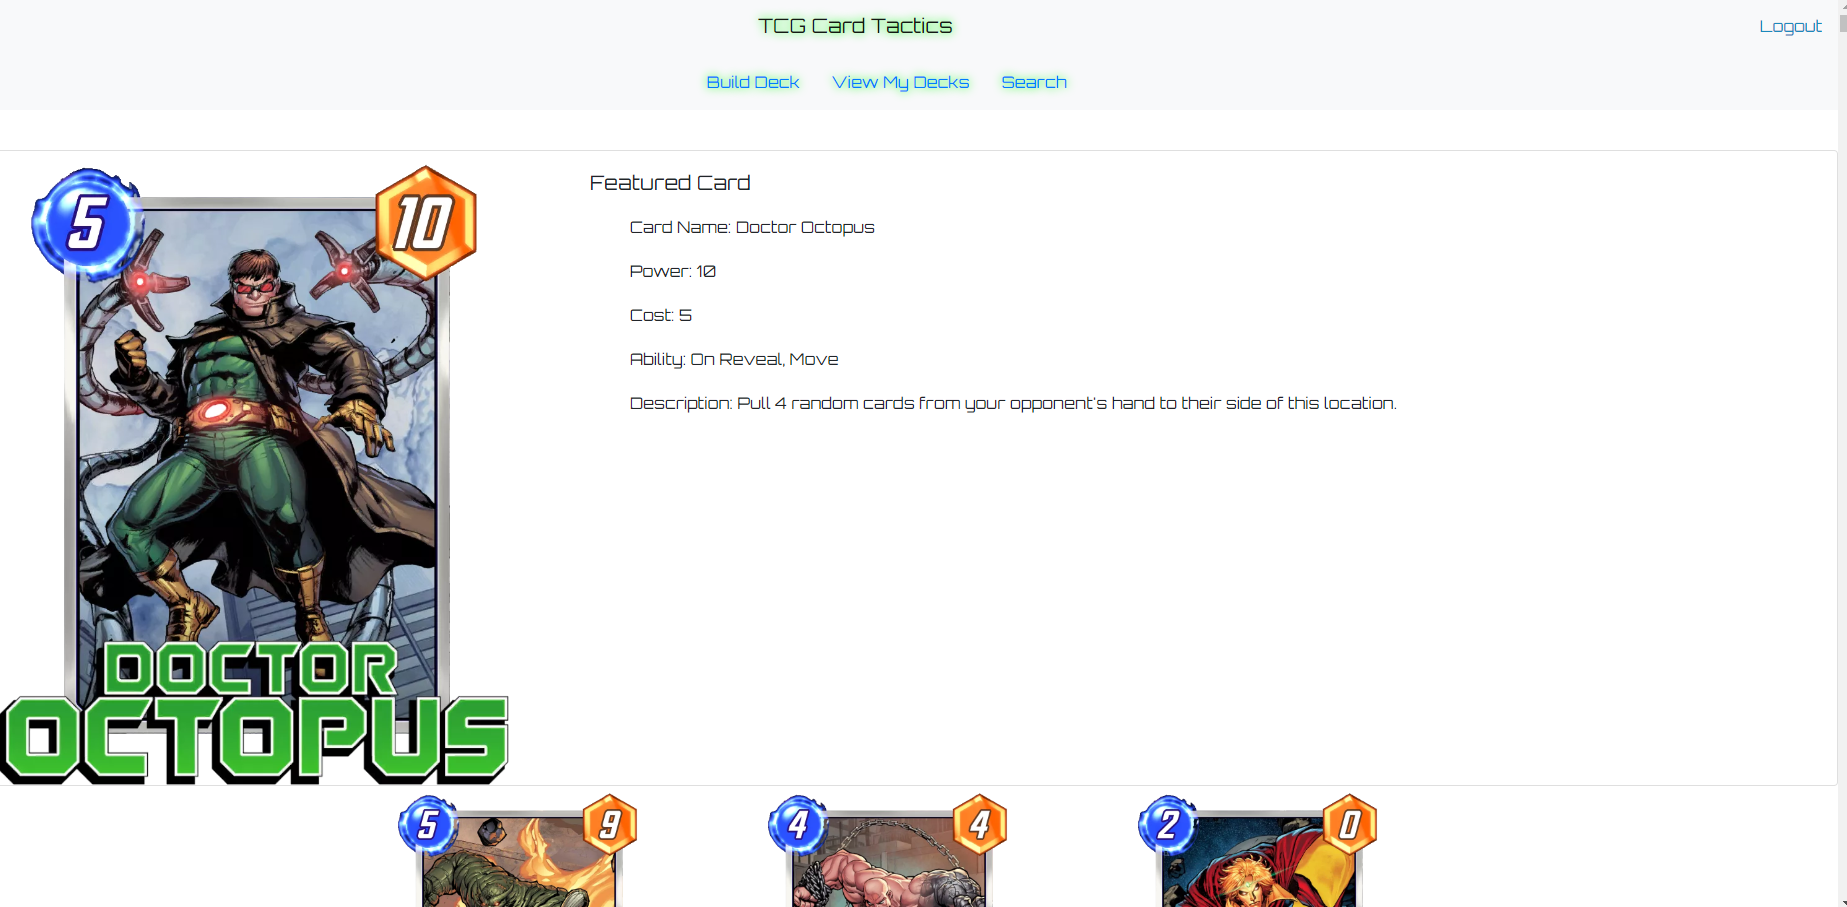 TCG Card Tactics
Logout
Build Deck View My Decks Search
5
10
Featured Card
Card Name: Doctor Octopus
Power: 10
Cost: 5
Ability: On Reveal, Move
Description: Pull 4 random cards from your opponent's hand to their side of this location.
DOCTOR
OCTOPUS
5 9
4 4
2 0